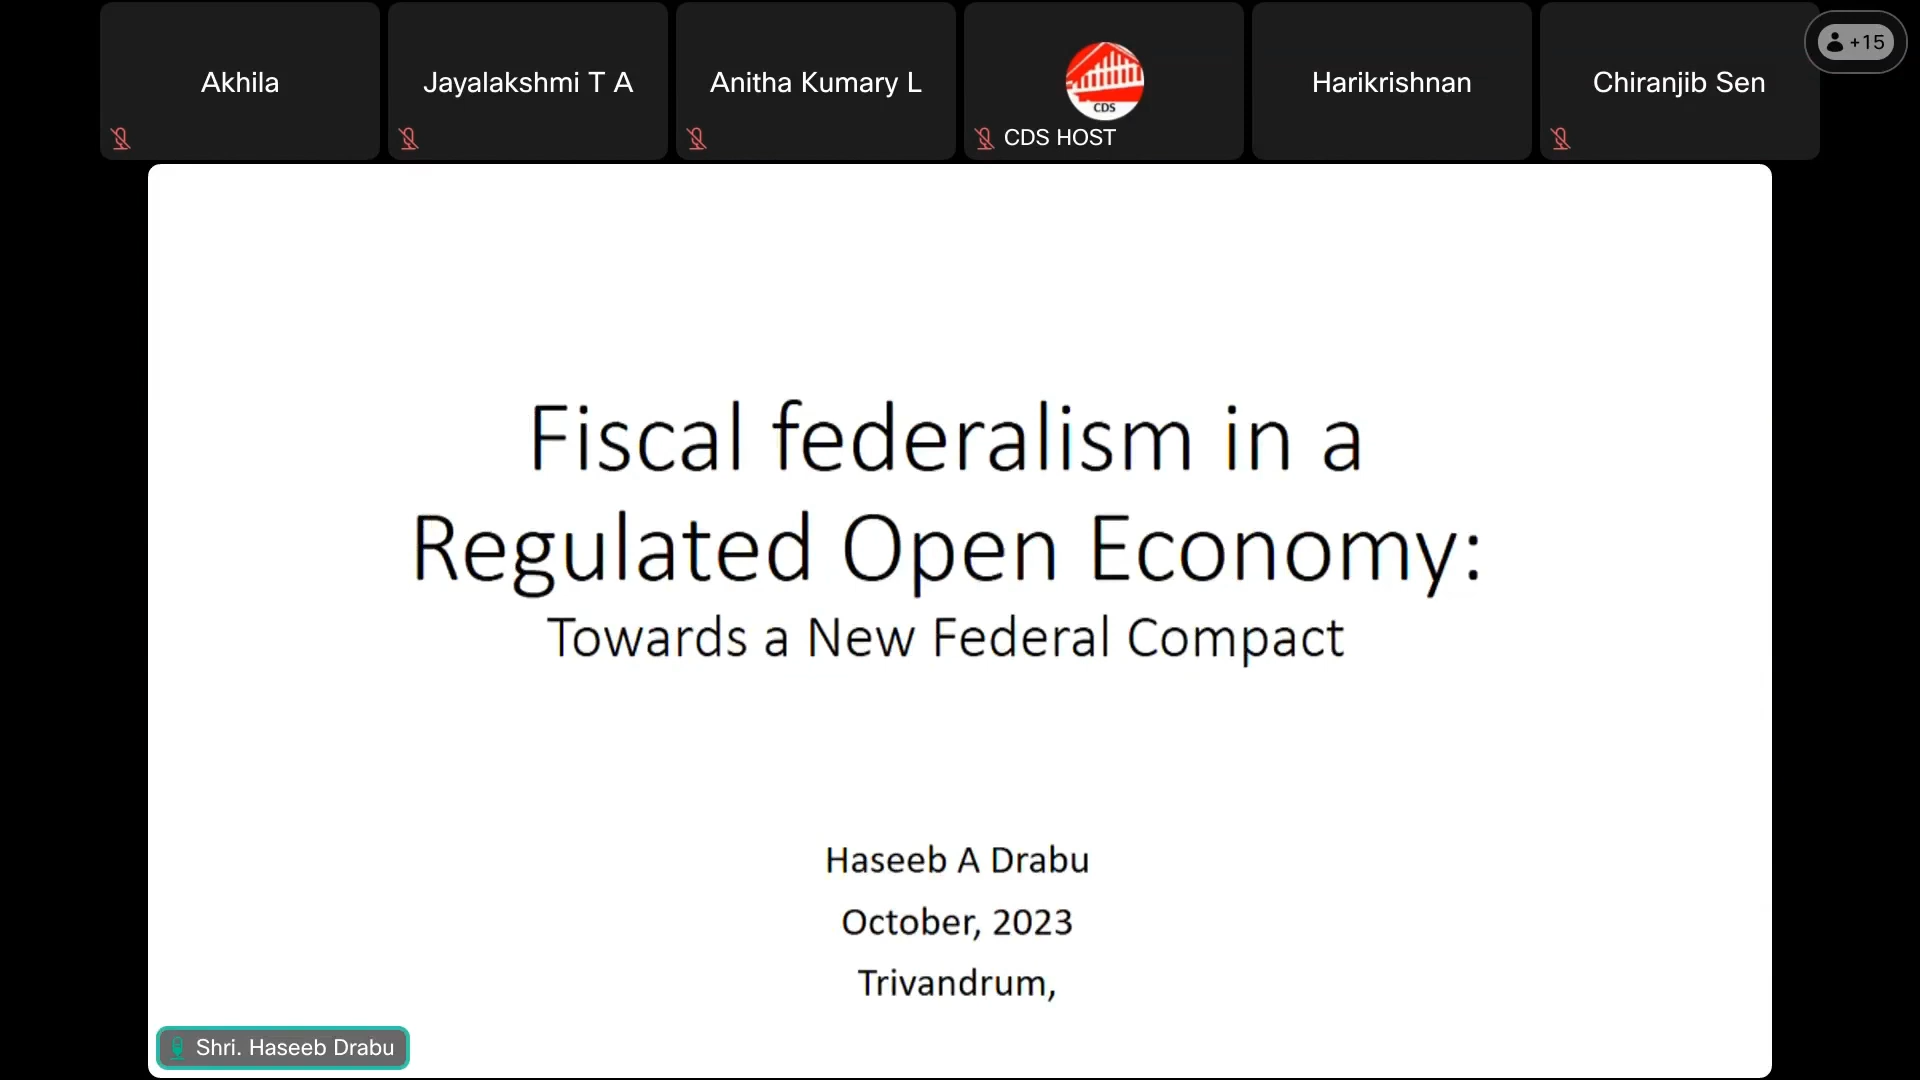 Akhila
Jayalakshmi T A
Anitha Kumary L
CDS
CDS HOST
Harikrishnan
Chiranjib Sen
+15
Fiscal federalism in a
Regulated Open Economy:
Towards a New Federal Compact
Haseeb A Drabu
October, 2023
Trivandrum,
Shri. Haseeb Drabu